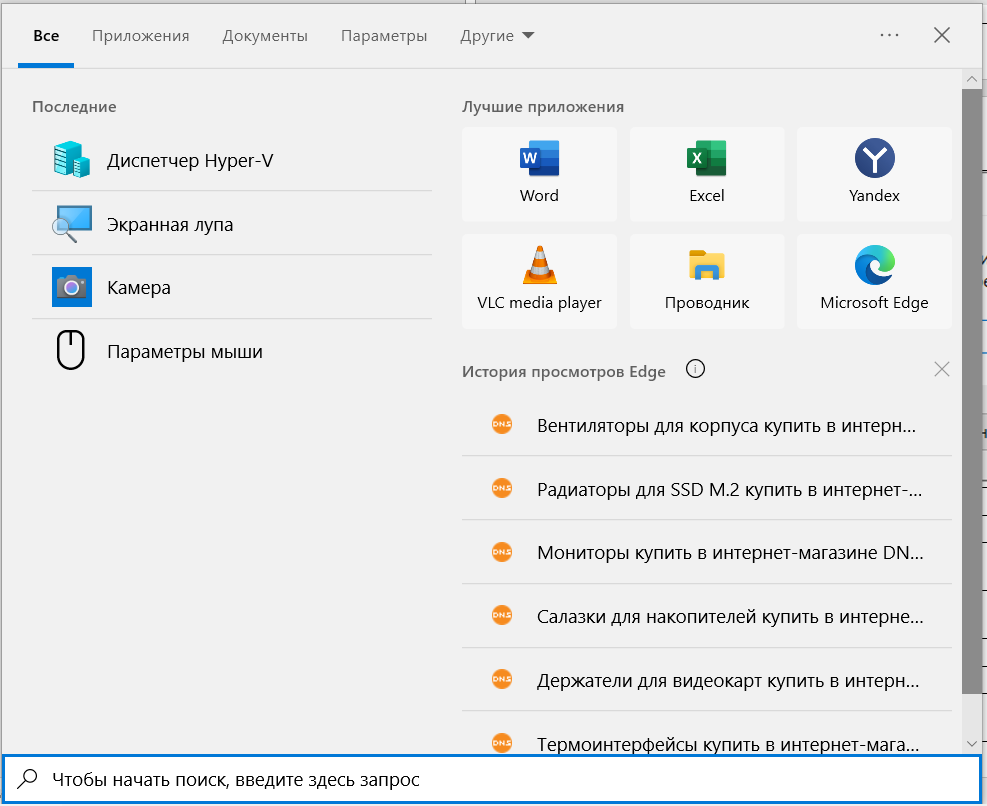 Все Приложения Документы Параметры Другие
Последние
Диспетчер Hyper-V
Экранная лупа
Камера
Параметры мыши
Лучшие приложения
Word Excel Yandex
VLC media player Проводник Microsoft Edge
История просмотров Edge
Вентиляторы для корпуса купить в интерн...
Радиаторы для SSD M.2 купить в интернет-...
Мониторы купить в интернет-магазине DN...
Салазки для накопителей купить в интерне...
Держатели для видеокарт купить в интерн...
Термоинтерфейсы купить в интернет-мага...
Чтобы начать поиск, введите здесь запрос